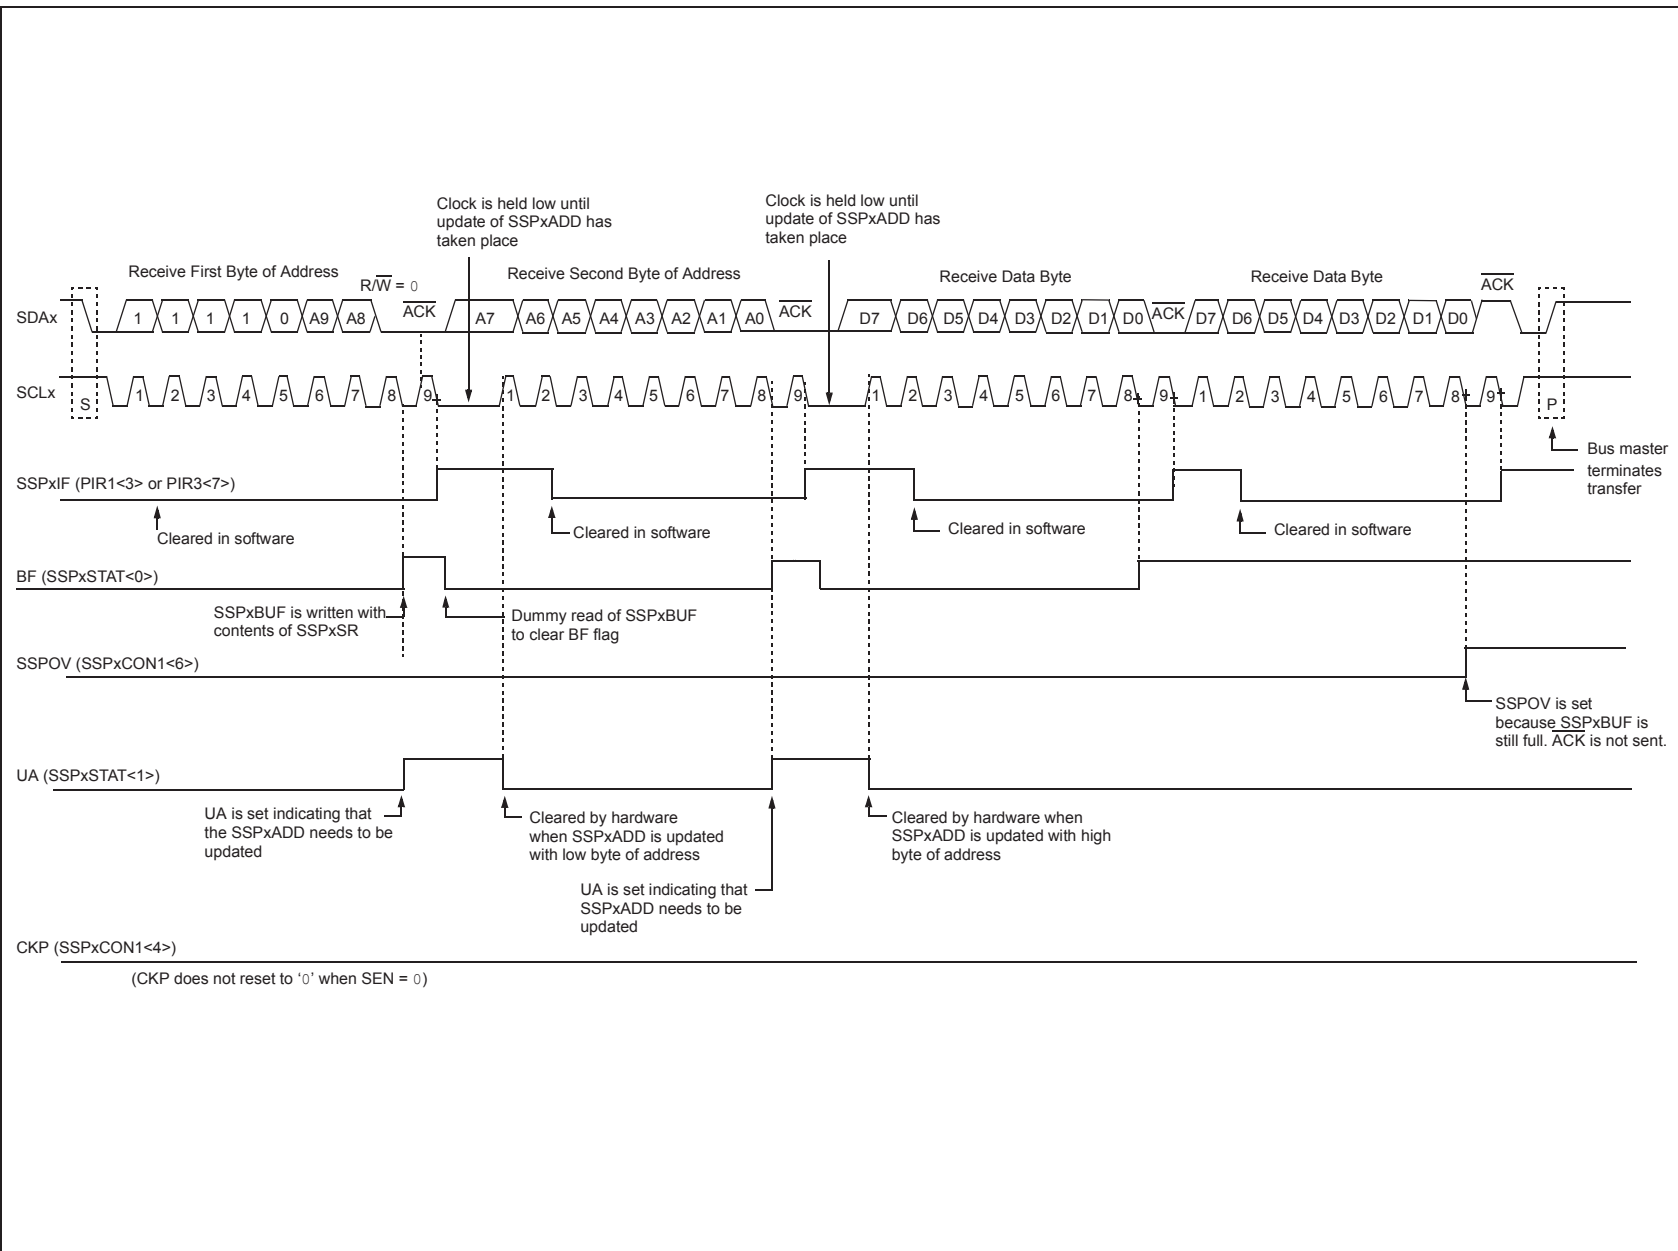 Clock is held low until
update of SSPxADD has
taken place
Clock is held low until
update of SSPxADD has
taken place
Receive First Byte of Address
R/W = 0
ACK
Receive Second Byte of Address
ACK
Receive Data Byte
ACK
Receive Data Byte
ACK
SDAx
1 1 1 1 0 A9 A8
A7 A6 A5 A4 A3 A2 A1 A0
D7 D6 D5 D4 D3 D2 D1 D0
D7 D6 D5 D4 D3 D2 D1 D0
SCLx
S
1 2 3 4 5 6 7 8 9
1 2 3 4 5 6 7 8 9
1 2 3 4 5 6 7 8 9
1 2 3 4 5 6 7 8 9
P
Bus master
terminates
transfer
SSPxIF (PIR1<3> or PIR3<7>)
Cleared in software
Cleared in software
Cleared in software
Cleared in software
BF (SSPxSTAT<0>)
SSPxBUF is written with
contents of SSPxSR
Dummy read of SSPxBUF
to clear BF flag
SSPOV (SSPxCON1<6>)
SSPOV is set
because SSPxBUF is
still full. ACK is not sent.
UA (SSPxSTAT<1>)
UA is set indicating that
the SSPxADD needs to be
updated
Cleared by hardware
when SSPxADD is updated
with low byte of address
UA is set indicating that
SSPxADD needs to be
updated
Cleared by hardware when
SSPxADD is updated with high
byte of address
CKP (SSPxCON1<4>)
(CKP does not reset to ‘0’ when SEN = 0)